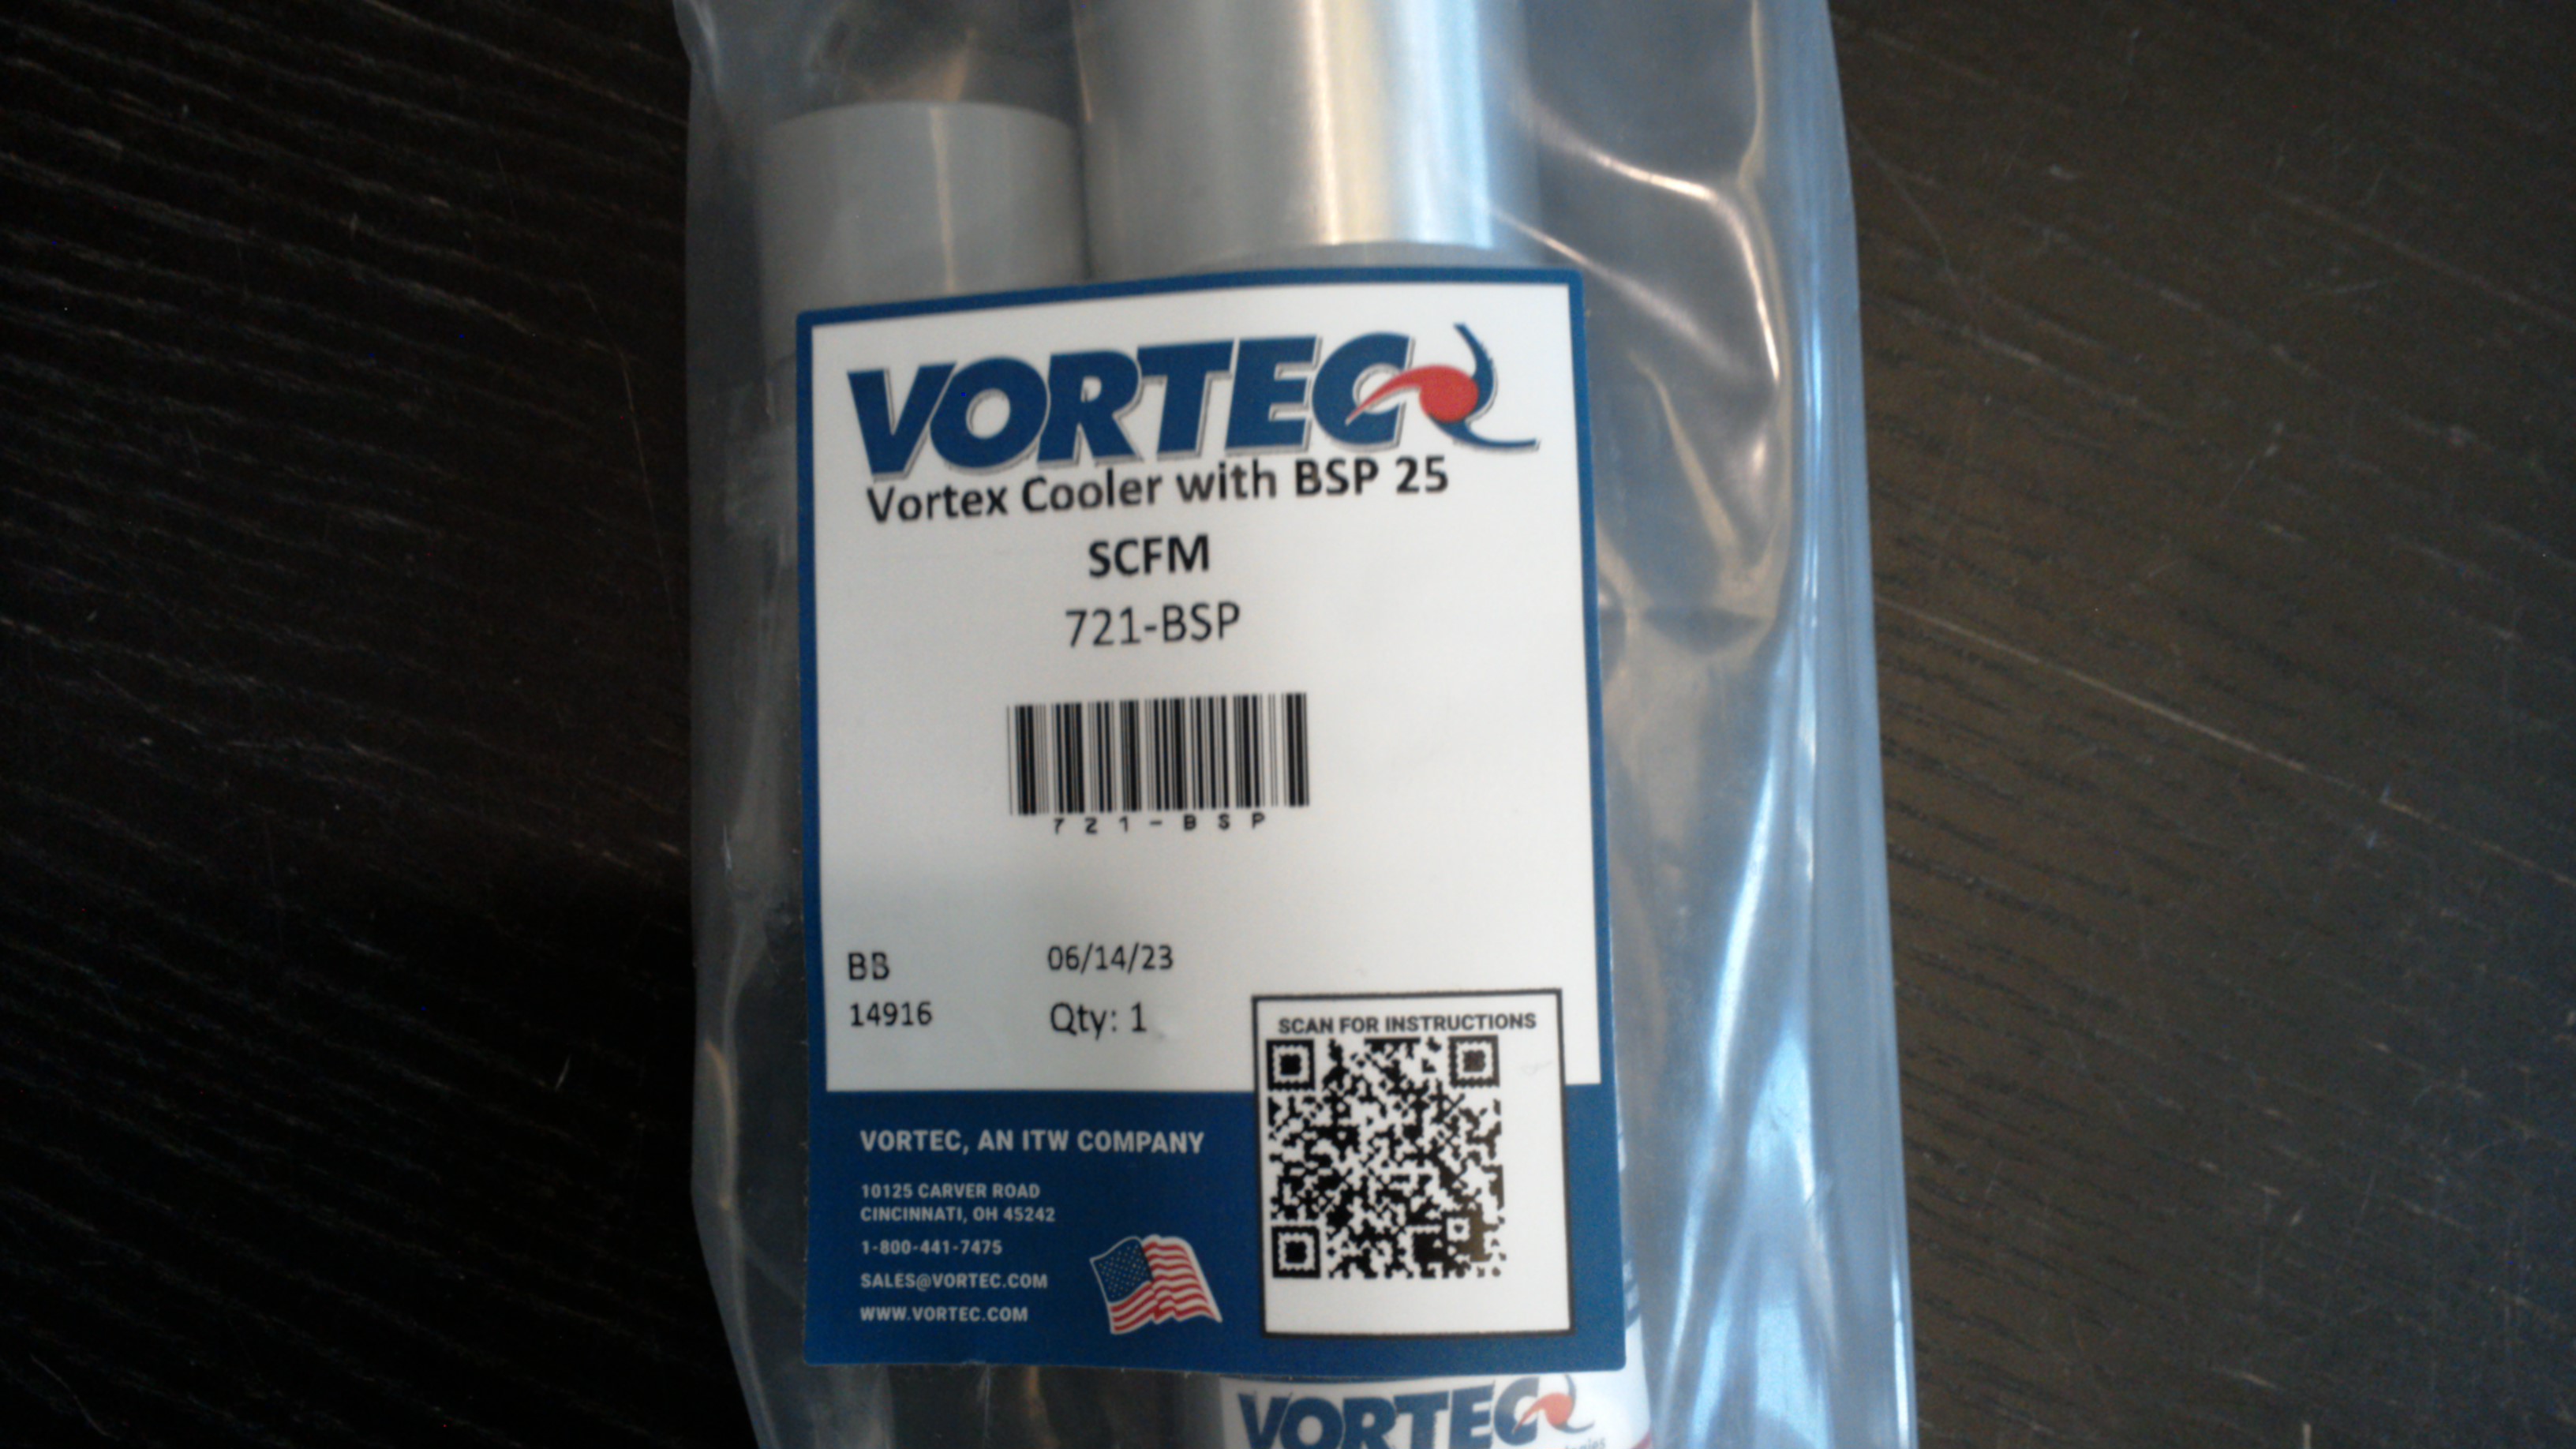 VORTEC
Vortex Cooler with BSP 25
SCFM
721-BSP
721-BSP
BB 06/14/23
14916 Qty: 1
SCAN FOR INSTRUCTIONS
VORTEC, AN ITW COMPANY
10125 CARVER ROAD
CINCINNATI, OH 45242
1-800-441-7475
SALES@VORTEC.COM
WWW.VORTEC.COM
VORTEC